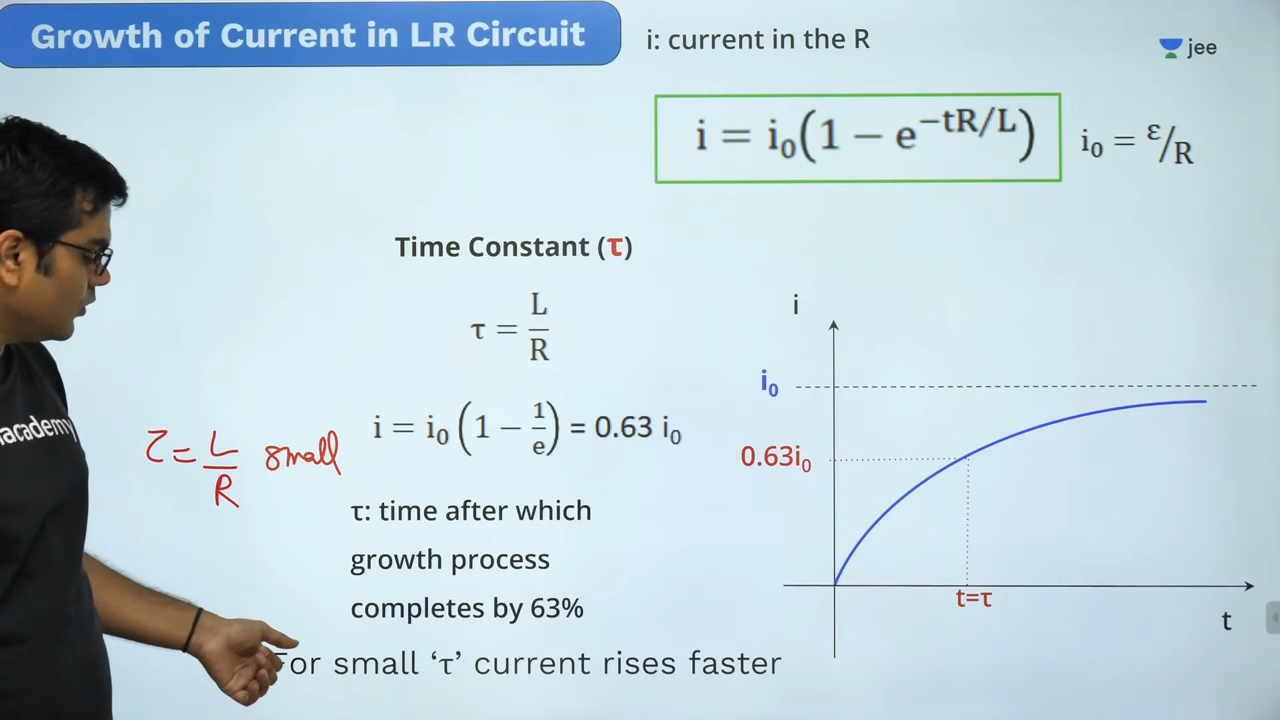 Growth of Current in LR Circuit
i: current in the R
jee
i = i₀(1 − e^(−tR/L))
i₀ = ε/R
Time Constant (τ)
τ = L/R
i = i₀(1 − 1/e) = 0.63 i₀
τ = L/R small
τ: time after which
growth process
completes by 63%
For small ‘τ’ current rises faster
i
i₀
0.63i₀
t=τ
t
academy